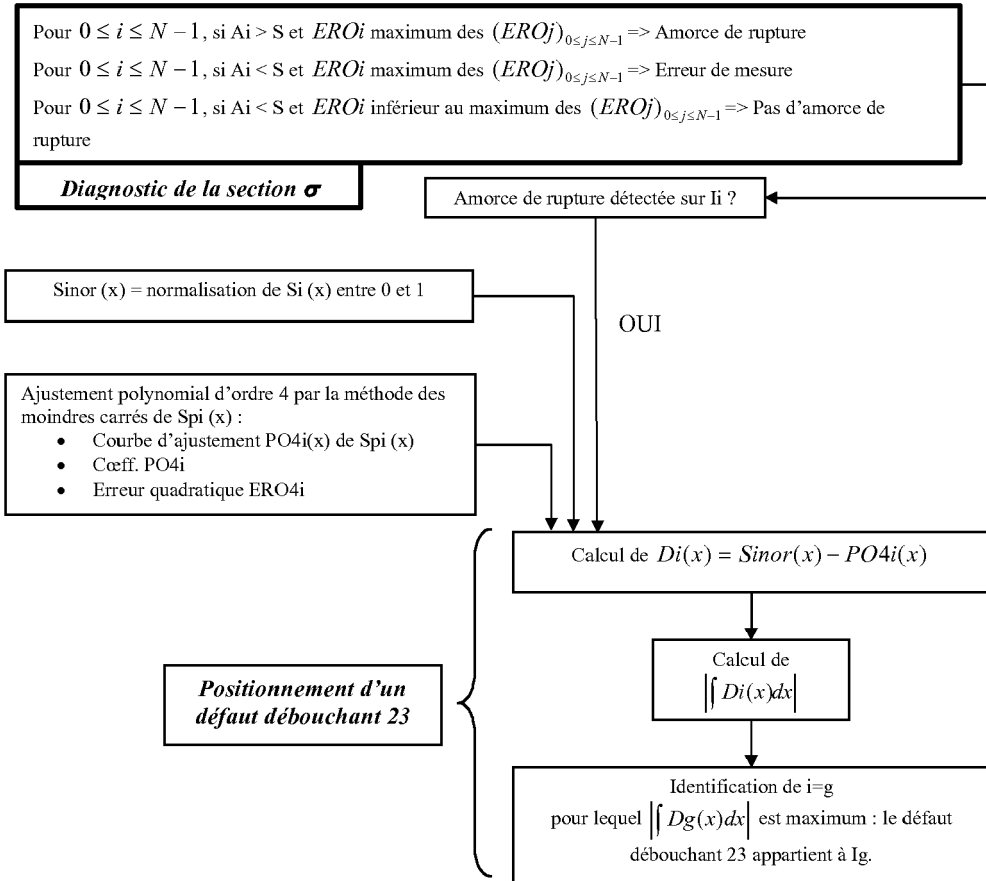 Pour 0 ≤ i ≤ N − 1, si Ai > S et EROi maximum des (EROj)₀≤j≤N−1 => Amorce de rupture
Pour 0 ≤ i ≤ N − 1, si Ai < S et EROi maximum des (EROj)₀≤j≤N−1 => Erreur de mesure
Pour 0 ≤ i ≤ N − 1, si Ai < S et EROi inférieur au maximum des (EROj)₀≤j≤N−1 => Pas d'amorce de
rupture
Diagnostic de la section σ
Amorce de rupture détectée sur Ii ?
Sinor (x) = normalisation de Si (x) entre 0 et 1
OUI
Ajustement polynomial d'ordre 4 par la méthode des
moindres carrés de Spi (x) :
• Courbe d'ajustement PO4i(x) de Spi (x)
• Cœff. PO4i
• Erreur quadratique ERO4i
Calcul de Di(x) = Sinor(x) − PO4i(x)
Positionnement d'un
défaut débouchant 23
Calcul de
|∫ Di(x)dx|
Identification de i=g
pour lequel |∫ Dg(x)dx| est maximum : le défaut
débouchant 23 appartient à Ig.